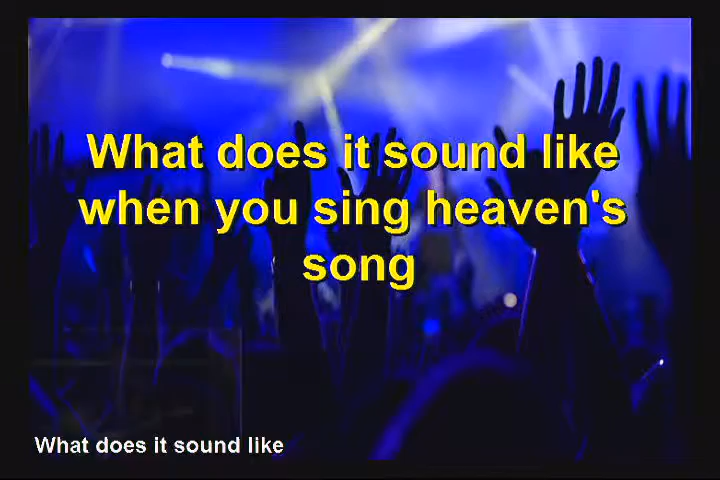 What does it sound like
when you sing heaven's
song
What does it sound like